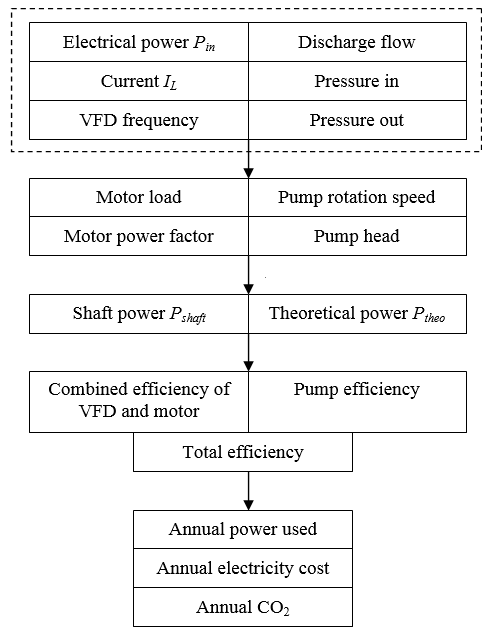 Electrical power P_in
Discharge flow
Current I_L
Pressure in
VFD frequency
Pressure out
Motor load
Pump rotation speed
Motor power factor
Pump head
Shaft power P_shaft
Theoretical power P_theo
Combined efficiency of
VFD and motor
Pump efficiency
Total efficiency
Annual power used
Annual electricity cost
Annual CO₂